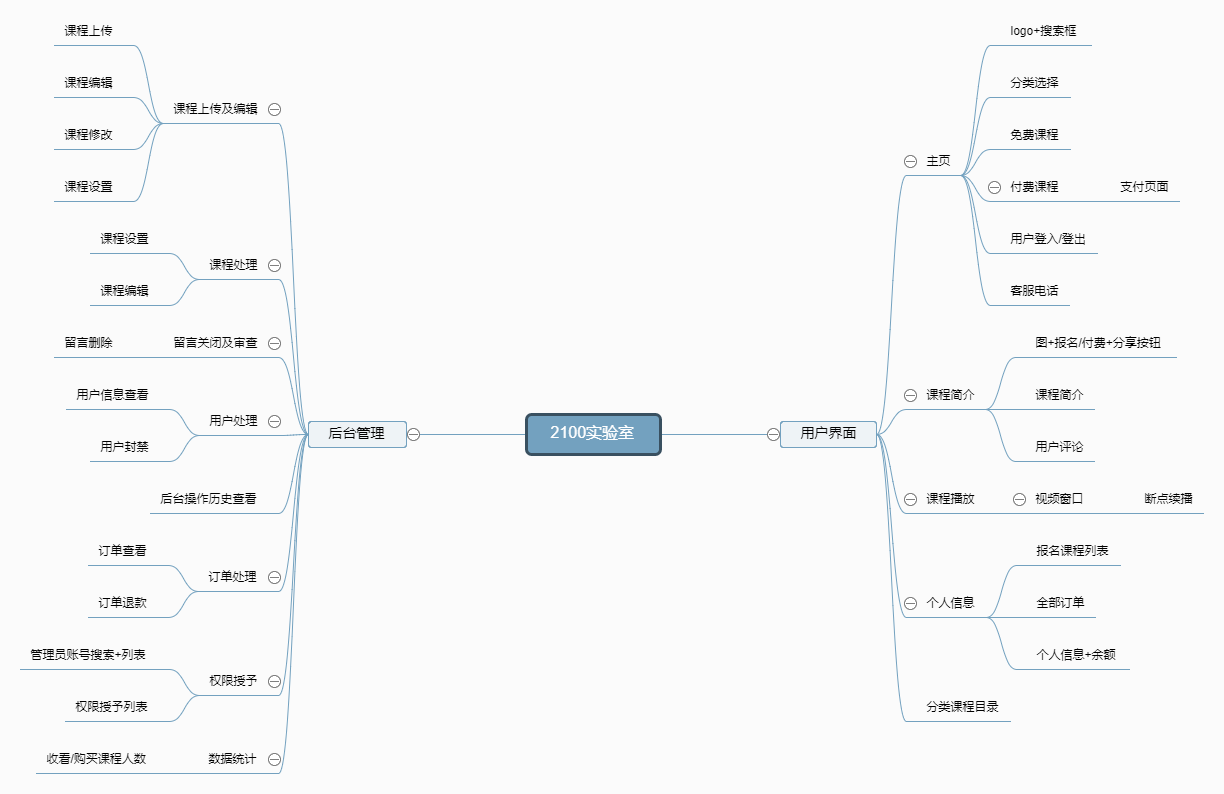 2100实验室
后台管理
课程上传及编辑
课程上传
课程编辑
课程修改
课程设置
课程处理
课程设置
课程编辑
留言关闭及审查
留言删除
用户处理
用户信息查看
用户封禁
后台操作历史查看
订单处理
订单查看
订单退款
权限授予
管理员账号搜索+列表
权限授予列表
数据统计
收看/购买课程人数
用户界面
主页
logo+搜索框
分类选择
免费课程
付费课程
支付页面
用户登入/登出
客服电话
课程简介
图+报名/付费+分享按钮
课程简介
用户评论
课程播放
视频窗口
断点续播
个人信息
报名课程列表
全部订单
个人信息+余额
分类课程目录